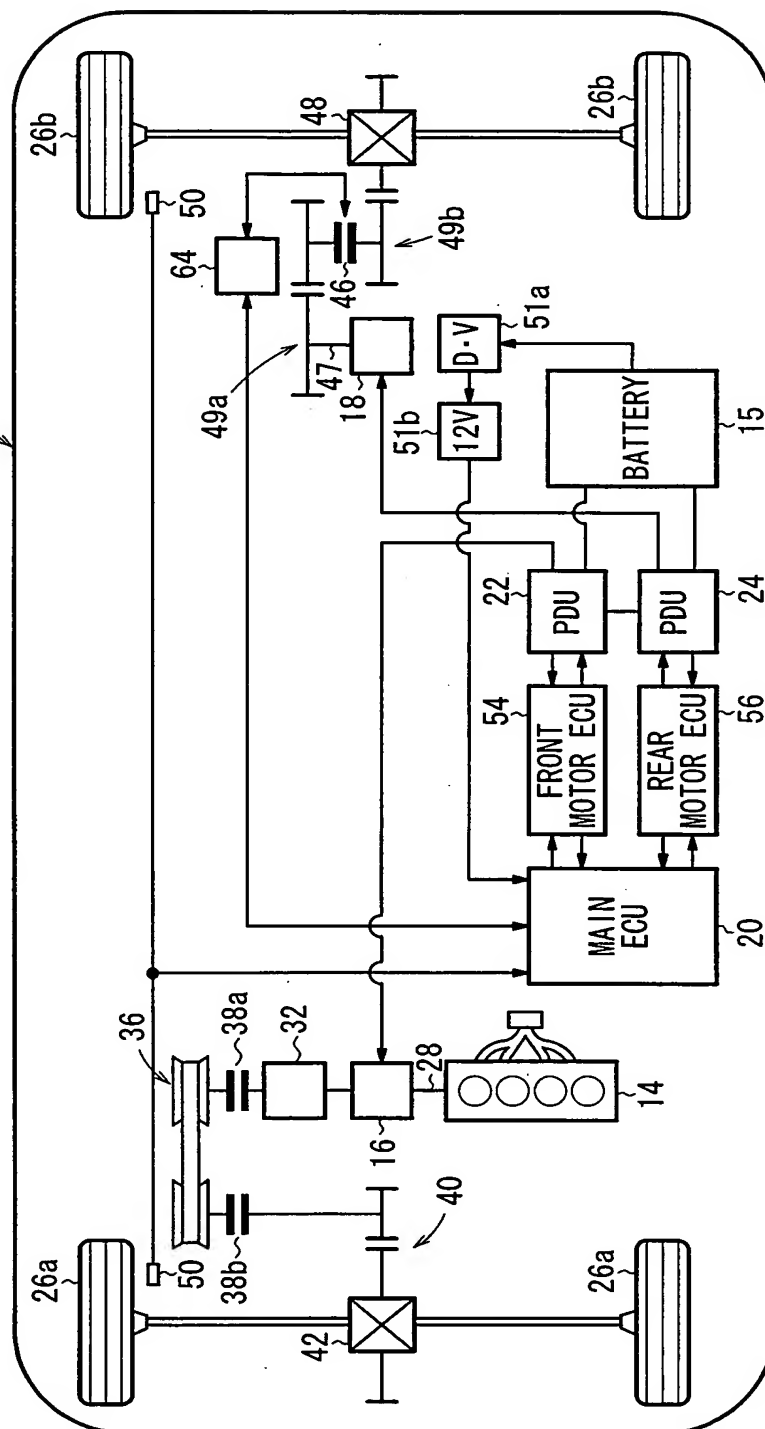 26a
50
36
38a
32
38b
16
28
14
40
42
26a
26b
50
64
48
46
49b
49a
47
18
51a
D·V
51b
12V
BATTERY
15
22
PDU
24
PDU
54
FRONT
MOTOR ECU
56
REAR
MOTOR ECU
MAIN
ECU
20
26b